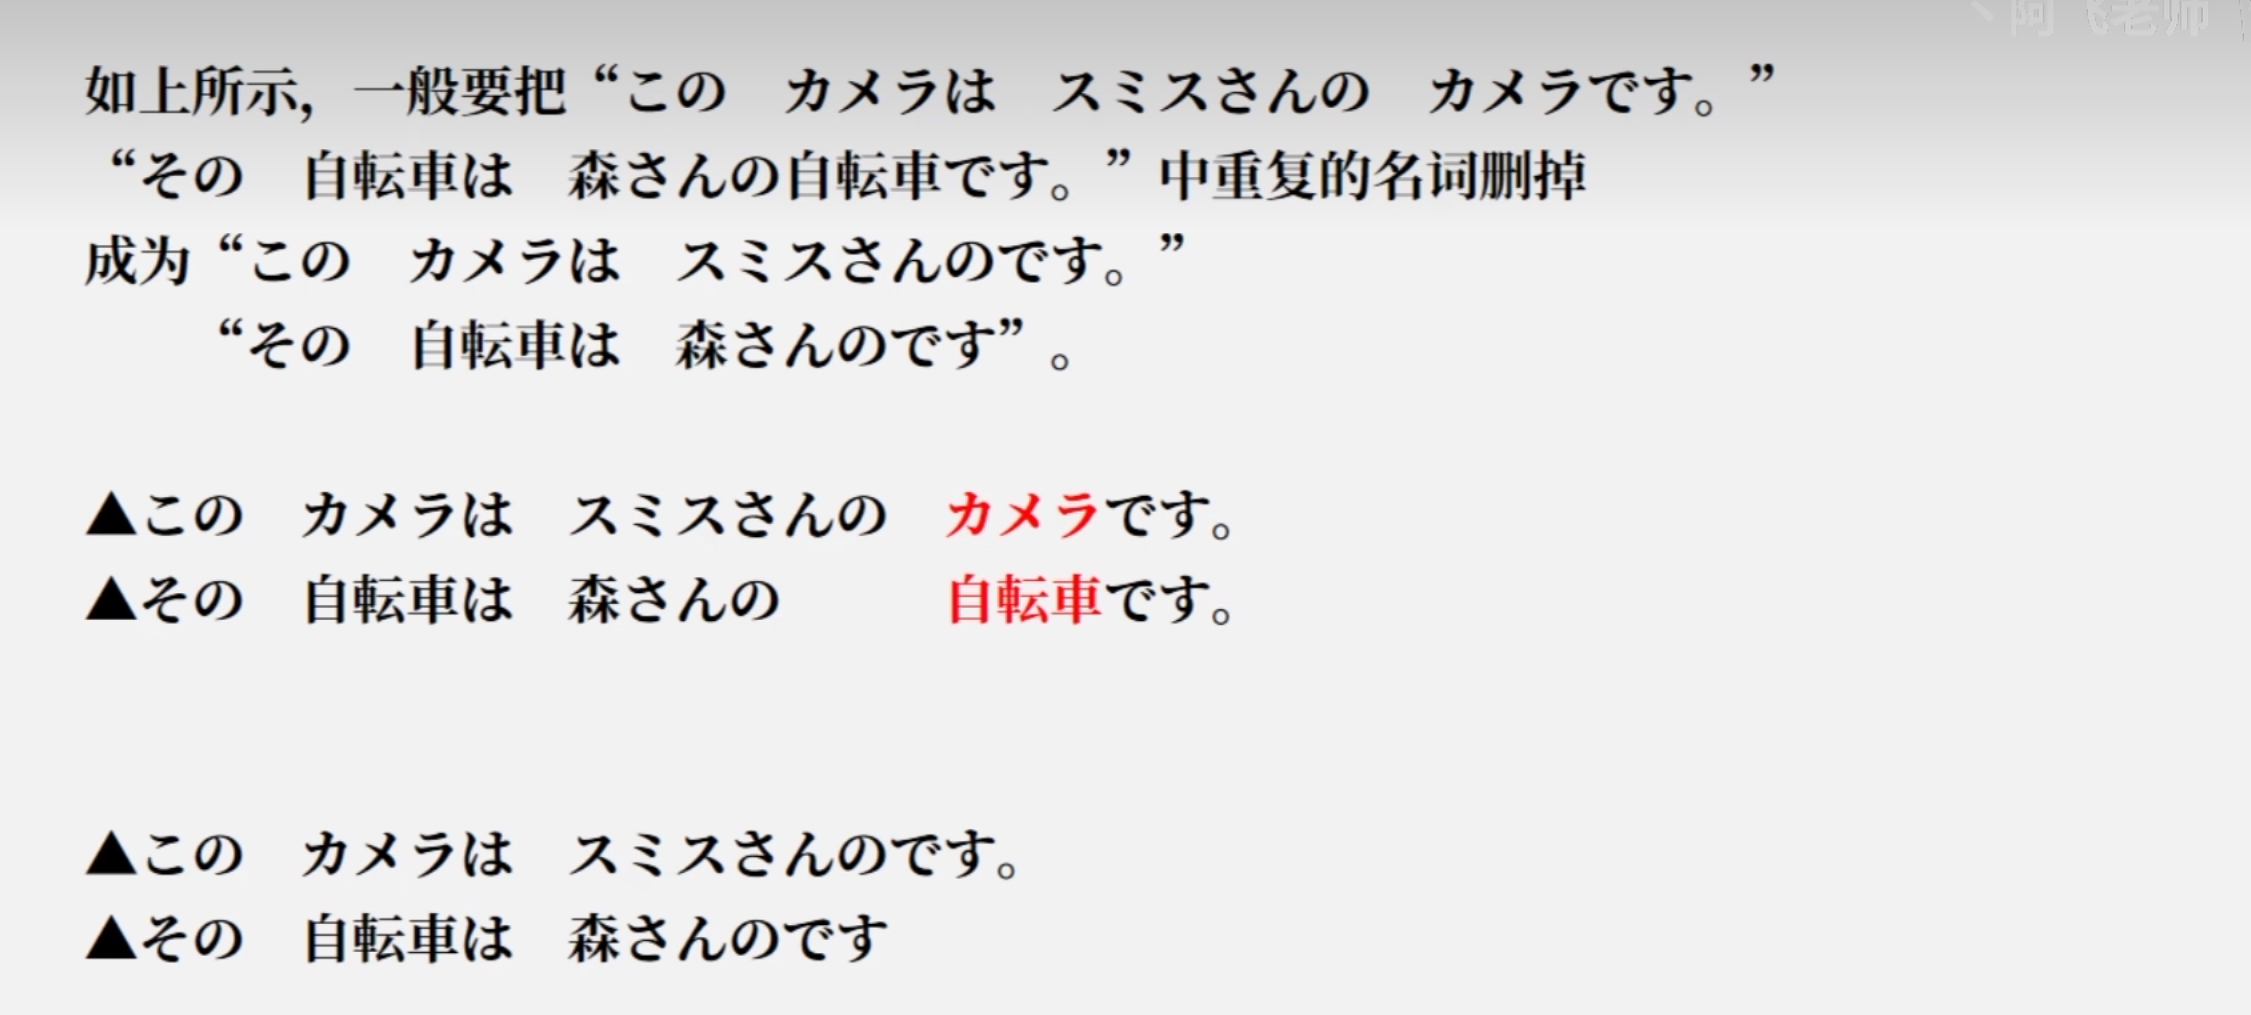 阿飞老师
如上所示，一般要把“この　カメラは　スミスさんの　カメラです。”
“その　自転車は　森さんの自転車です。”中重复的名词删掉
成为“この　カメラは　スミスさんのです。”
“その　自転車は　森さんのです”。
▲この　カメラは　スミスさんの　カメラです。
▲その　自転車は　森さんの　　　自転車です。
▲この　カメラは　スミスさんのです。
▲その　自転車は　森さんのです